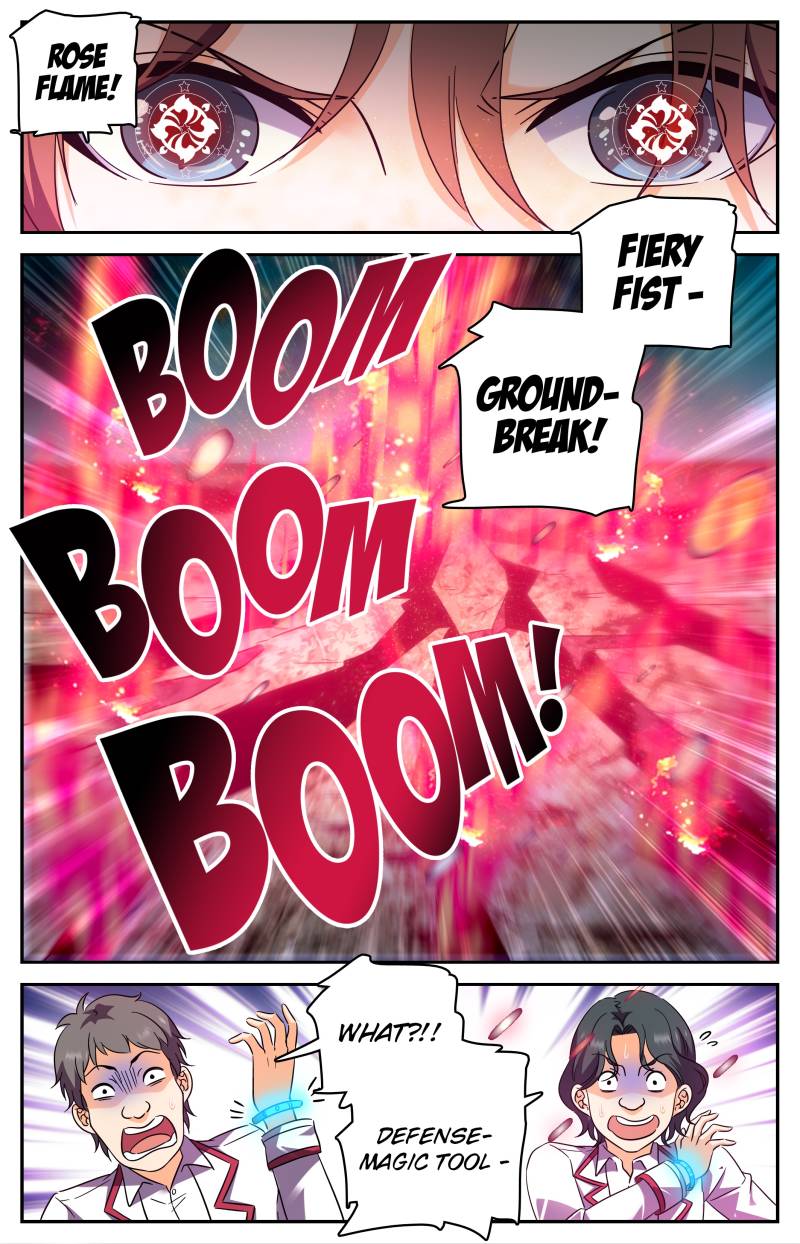 ROSE
FLAME!
FIERY
FIST -
GROUND-
BREAK!
BOOM
BOOM
BOOM!
WHAT?!!
DEFENSE-
MAGIC TOOL -